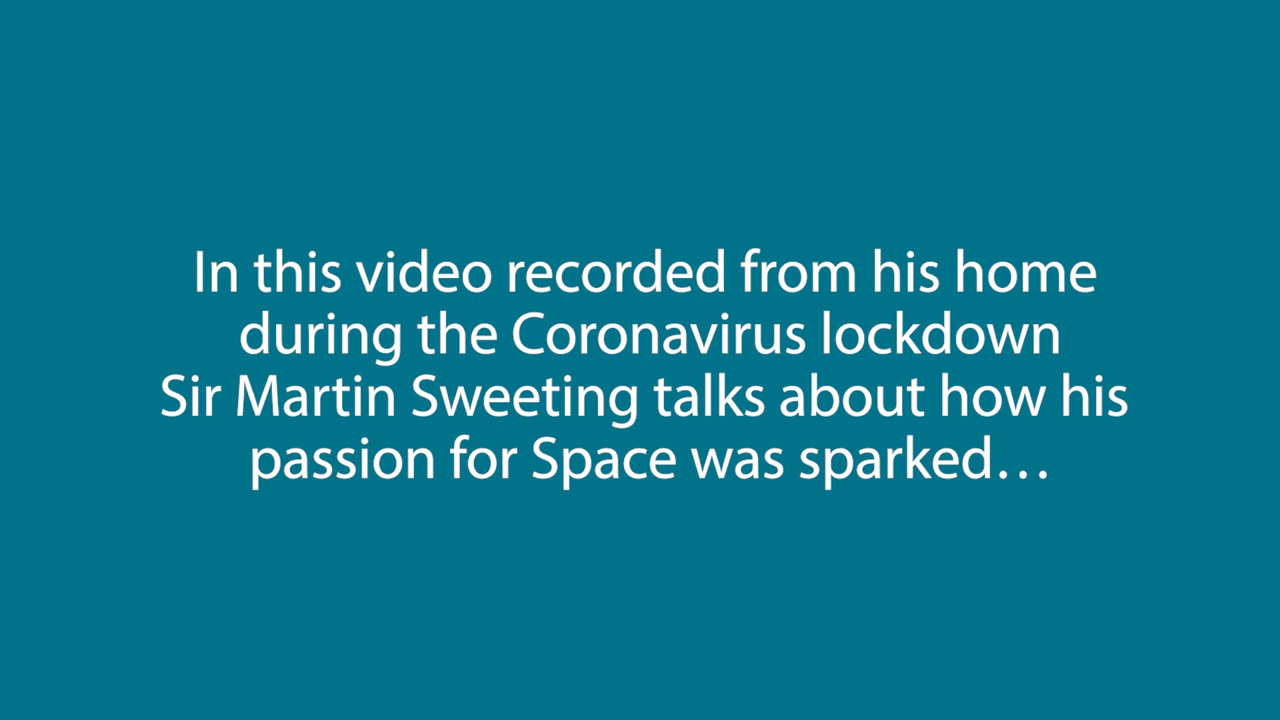 In this video recorded from his home
during the Coronavirus lockdown
Sir Martin Sweeting talks about how his
passion for Space was sparked…